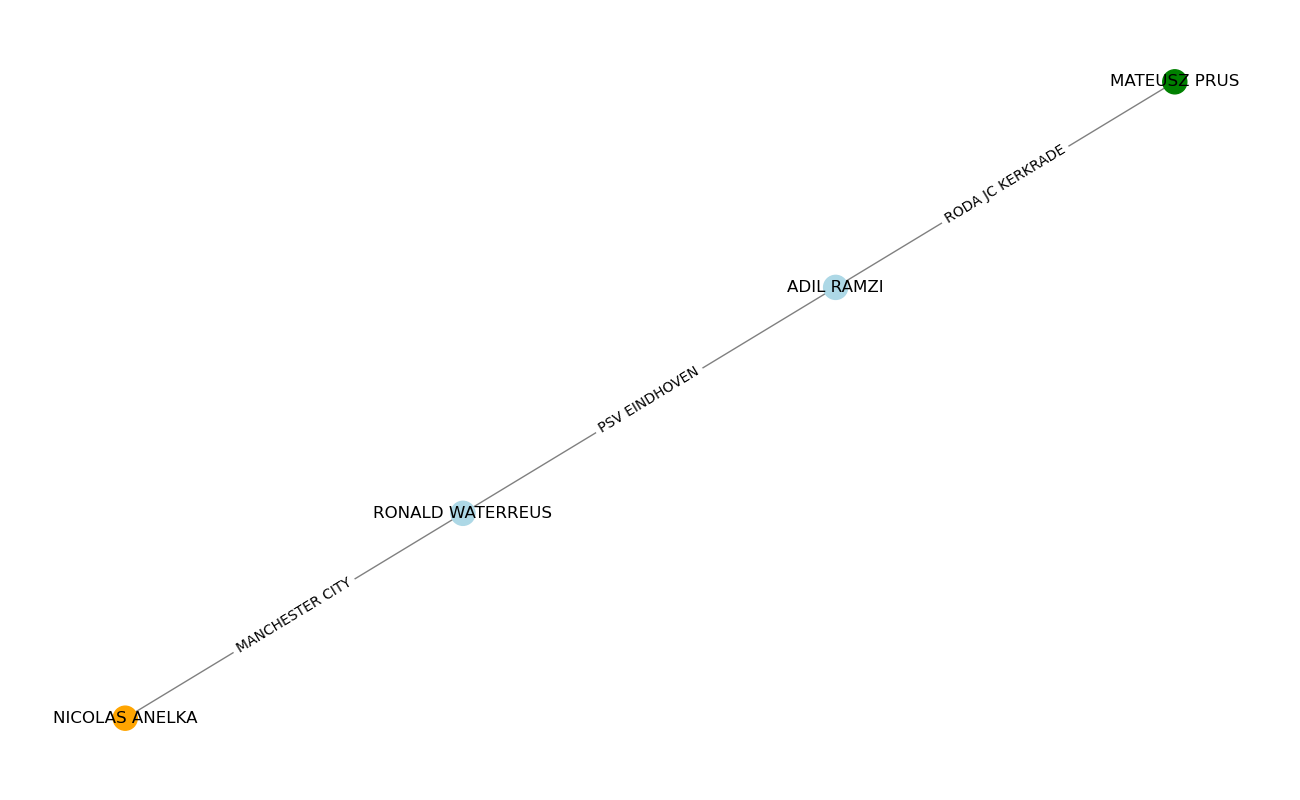 MATEUSZ PRUS
RODA JC KERKRADE
ADIL RAMZI
PSV EINDHOVEN
RONALD WATERREUS
MANCHESTER CITY
NICOLAS ANELKA